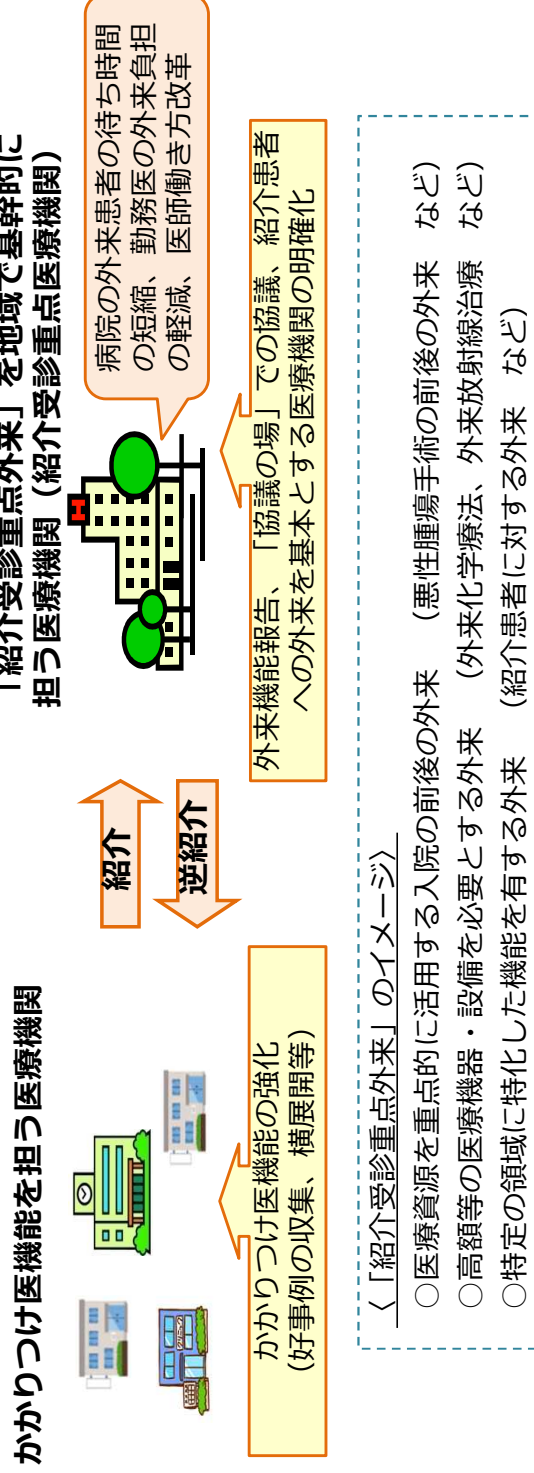 かかりつけ医機能を担う医療機関
かかりつけ医機能の強化
(好事例の収集、横展開等)
紹介
逆紹介
「紹介受診重点外来」を地域で基幹的に
担う医療機関(紹介受診重点医療機関)
病院の外来患者の待ち時間
の短縮、勤務医の外来負担
の軽減、医師働き方改革
外来機能報告、「協議の場」での協議、紹介患者
への外来を基本とする医療機関の明確化
〈「紹介受診重点外来」のイメージ〉
○医療資源を重点的に活用する入院の前後の外来 (悪性腫瘍手術の前後の外来 など)
○高額等の医療機器・設備を必要とする外来 (外来化学療法、外来放射線治療 など)
○特定の領域に特化した機能を有する外来 (紹介患者に対する外来 など)